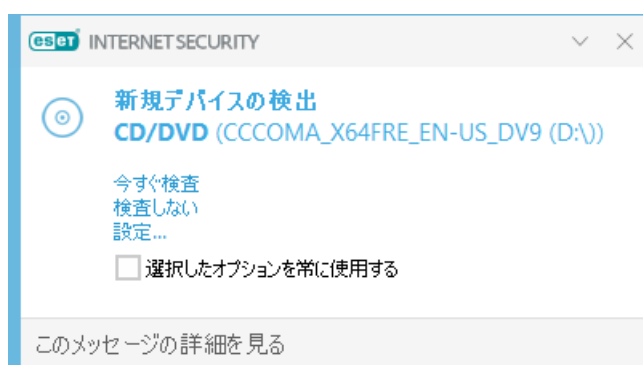 eset INTERNET SECURITY
新規デバイスの検出
CD/DVD (CCCOMA_X64FRE_EN-US_DV9 (D:\))
今すぐ検査
検査しない
設定...
選択したオプションを常に使用する
このメッセージの詳細を見る